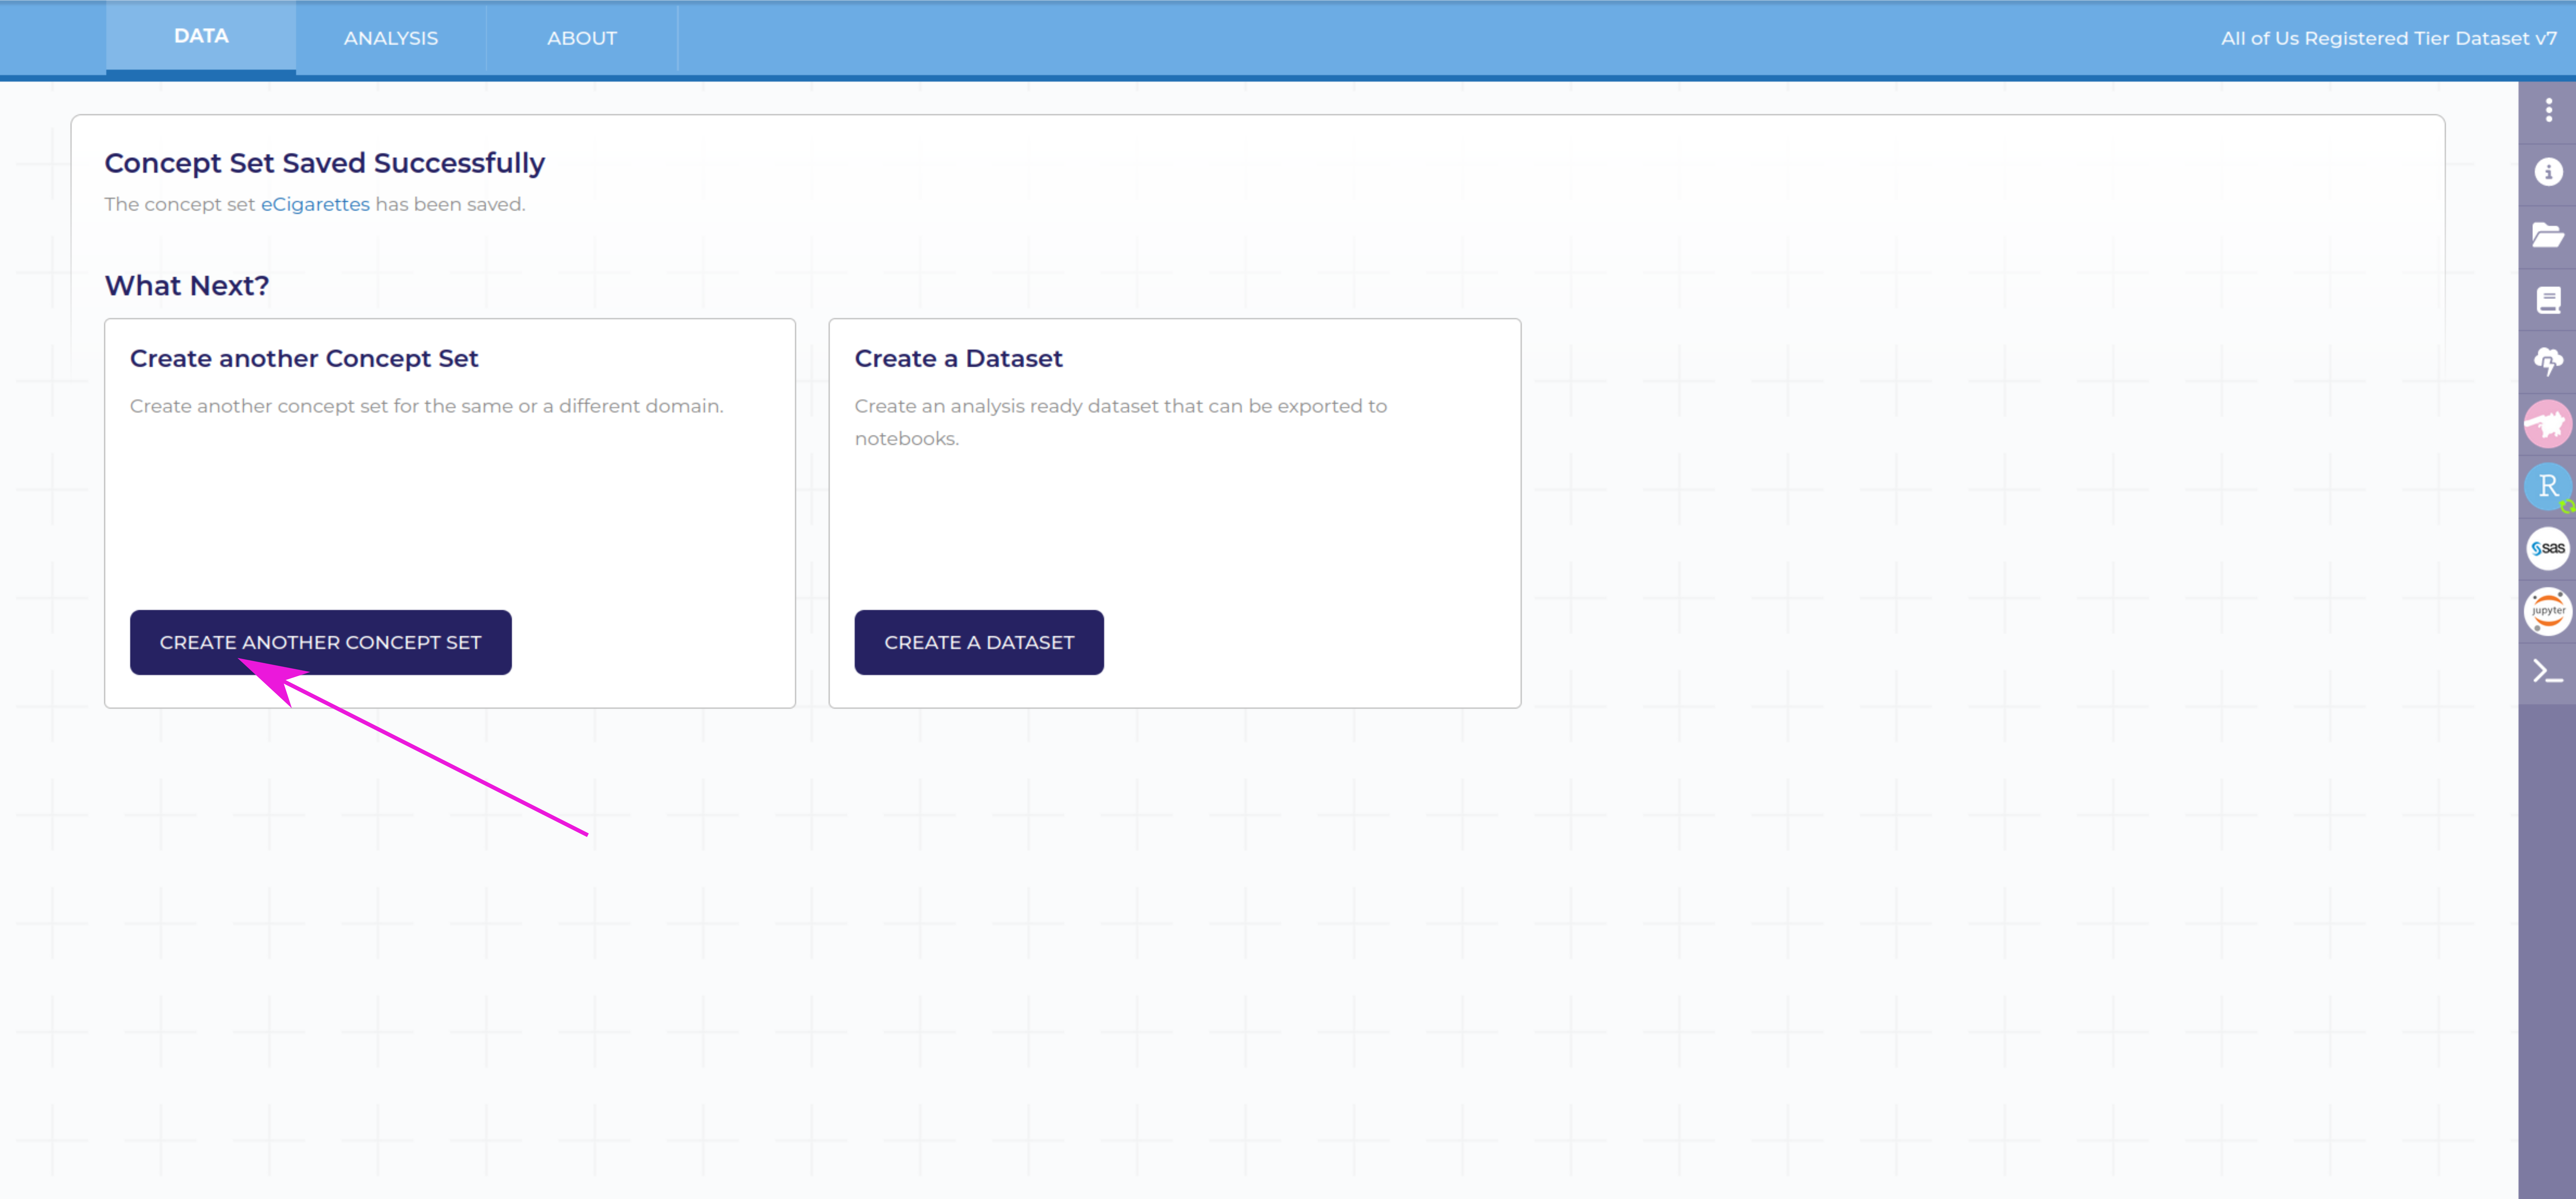 DATA
ANALYSIS
ABOUT
All of Us Registered Tier Dataset v7
Concept Set Saved Successfully
The concept set eCigarettes has been saved.
What Next?
Create another Concept Set
Create another concept set for the same or a different domain.
CREATE ANOTHER CONCEPT SET
Create a Dataset
Create an analysis ready dataset that can be exported to
notebooks.
CREATE A DATASET
R
sas
jupyter